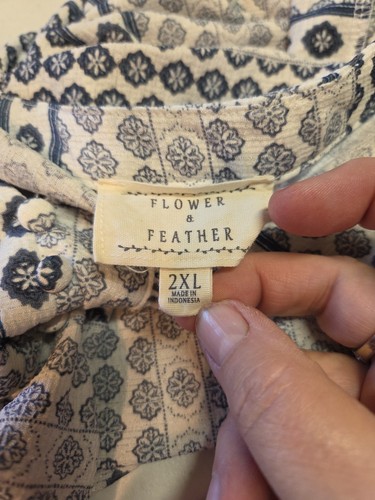 FLOWER
&
FEATHER
2XL
MADE IN
INDONESIA